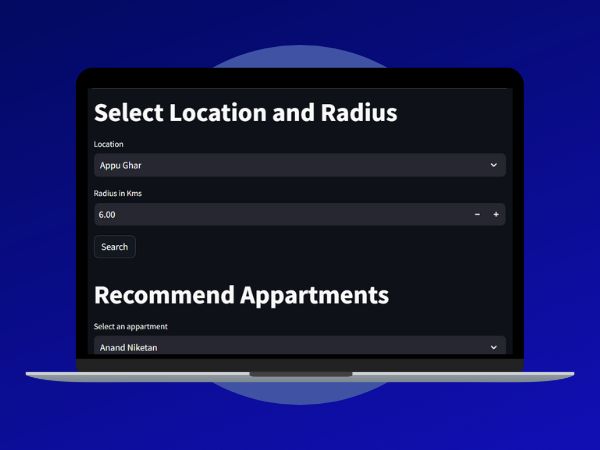 Select Location and Radius
Location
Appu Ghar
Radius in Kms
6.00
Search
Recommend Appartments
Select an appartment
Anand Niketan